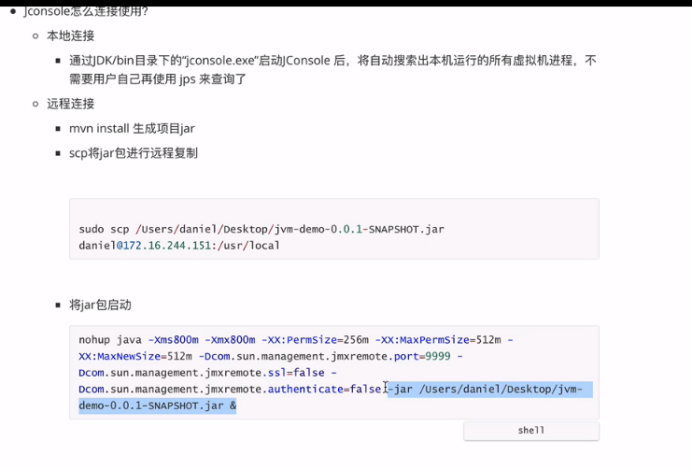 Jconsole怎么连接使用？
本地连接
通过JDK/bin目录下的“jconsole.exe”启动JConsole 后，将自动搜索出本机运行的所有虚拟机进程，不
需要用户自己再使用 jps 来查询了
远程连接
mvn install 生成项目jar
scp将jar包进行远程复制
sudo scp /Users/daniel/Desktop/jvm-demo-0.0.1-SNAPSHOT.jar
daniel@172.16.244.151:/usr/local
将jar包启动
nohup java -Xms800m -Xmx800m -XX:PermSize=256m -XX:MaxPermSize=512m -
XX:MaxNewSize=512m -Dcom.sun.management.jmxremote.port=9999 -
Dcom.sun.management.jmxremote.ssl=false -
Dcom.sun.management.jmxremote.authenticate=false -jar /Users/daniel/Desktop/jvm-
demo-0.0.1-SNAPSHOT.jar &
shell